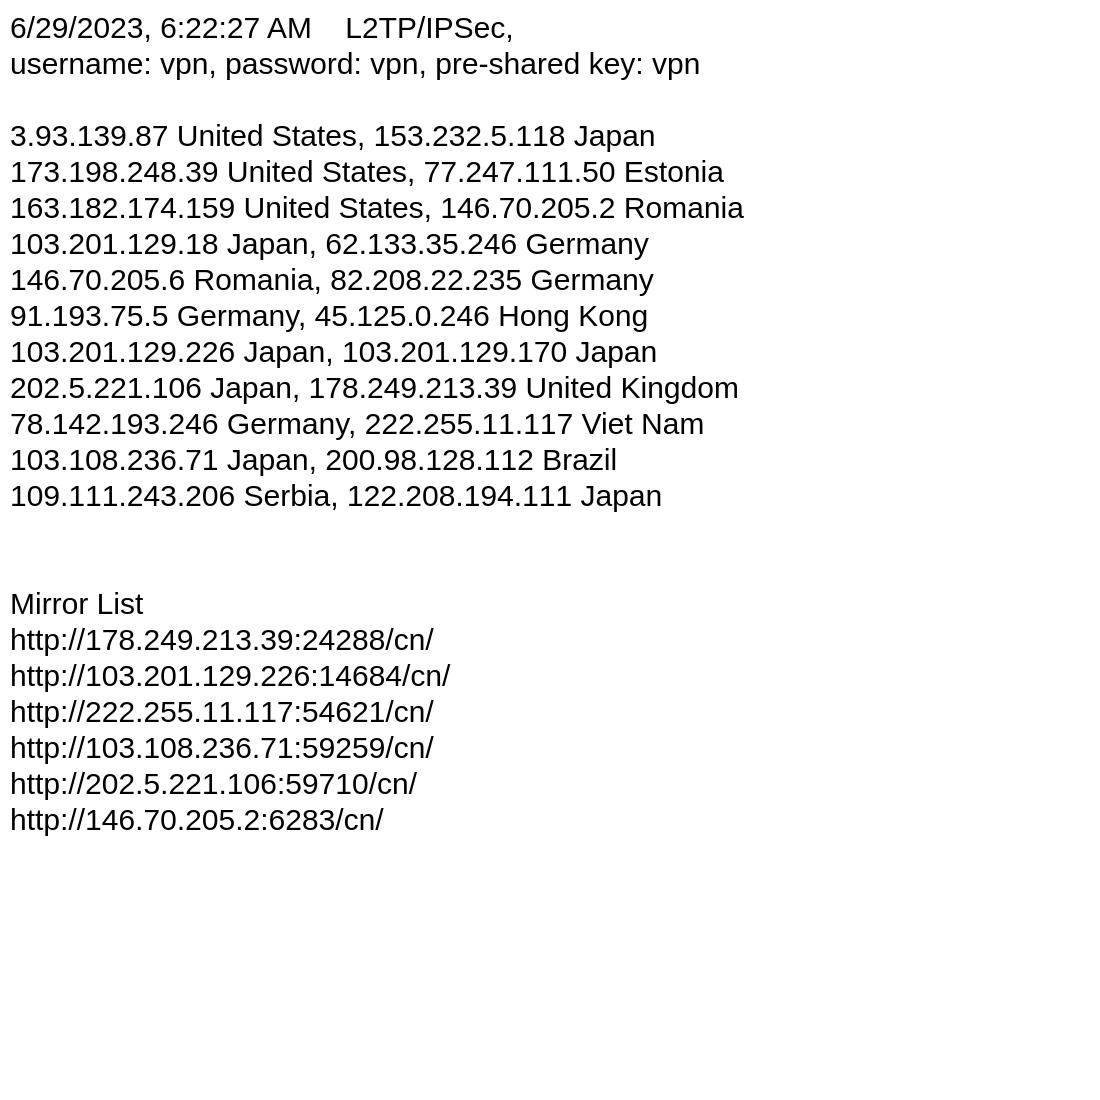 6/29/2023, 6:22:27 AM    L2TP/IPSec,
username: vpn, password: vpn, pre-shared key: vpn
3.93.139.87 United States, 153.232.5.118 Japan
173.198.248.39 United States, 77.247.111.50 Estonia
163.182.174.159 United States, 146.70.205.2 Romania
103.201.129.18 Japan, 62.133.35.246 Germany
146.70.205.6 Romania, 82.208.22.235 Germany
91.193.75.5 Germany, 45.125.0.246 Hong Kong
103.201.129.226 Japan, 103.201.129.170 Japan
202.5.221.106 Japan, 178.249.213.39 United Kingdom
78.142.193.246 Germany, 222.255.11.117 Viet Nam
103.108.236.71 Japan, 200.98.128.112 Brazil
109.111.243.206 Serbia, 122.208.194.111 Japan
Mirror List
http://178.249.213.39:24288/cn/
http://103.201.129.226:14684/cn/
http://222.255.11.117:54621/cn/
http://103.108.236.71:59259/cn/
http://202.5.221.106:59710/cn/
http://146.70.205.2:6283/cn/